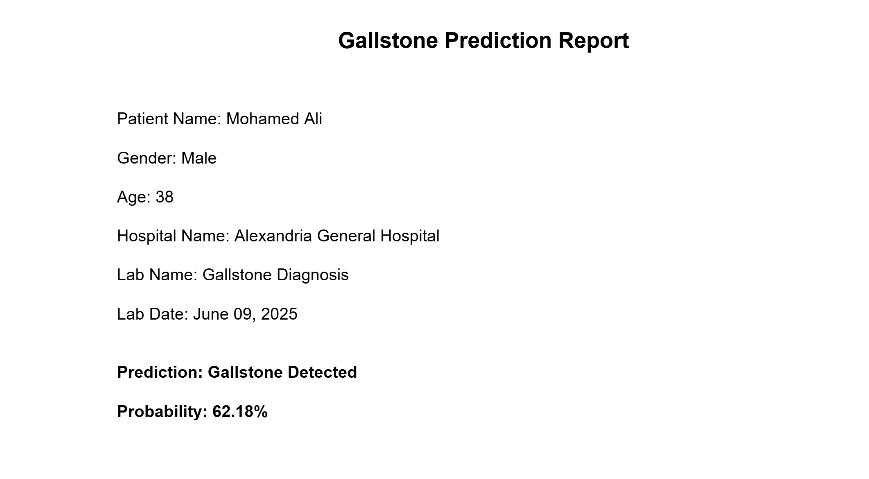 Gallstone Prediction Report
Patient Name: Mohamed Ali
Gender: Male
Age: 38
Hospital Name: Alexandria General Hospital
Lab Name: Gallstone Diagnosis
Lab Date: June 09, 2025
Prediction: Gallstone Detected
Probability: 62.18%